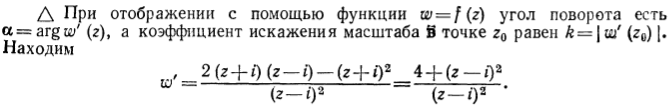 △ При отображении с помощью функции w=f(z) угол поворота есть
α=arg w′(z), а коэффициент искажения масштаба в точке z₀ равен k=|w′(z₀)|.
Находим
w′ = (2(z+i)(z−i)−(z+i)²)/(z−i)² = (4+(z−i)²)/(z−i)².